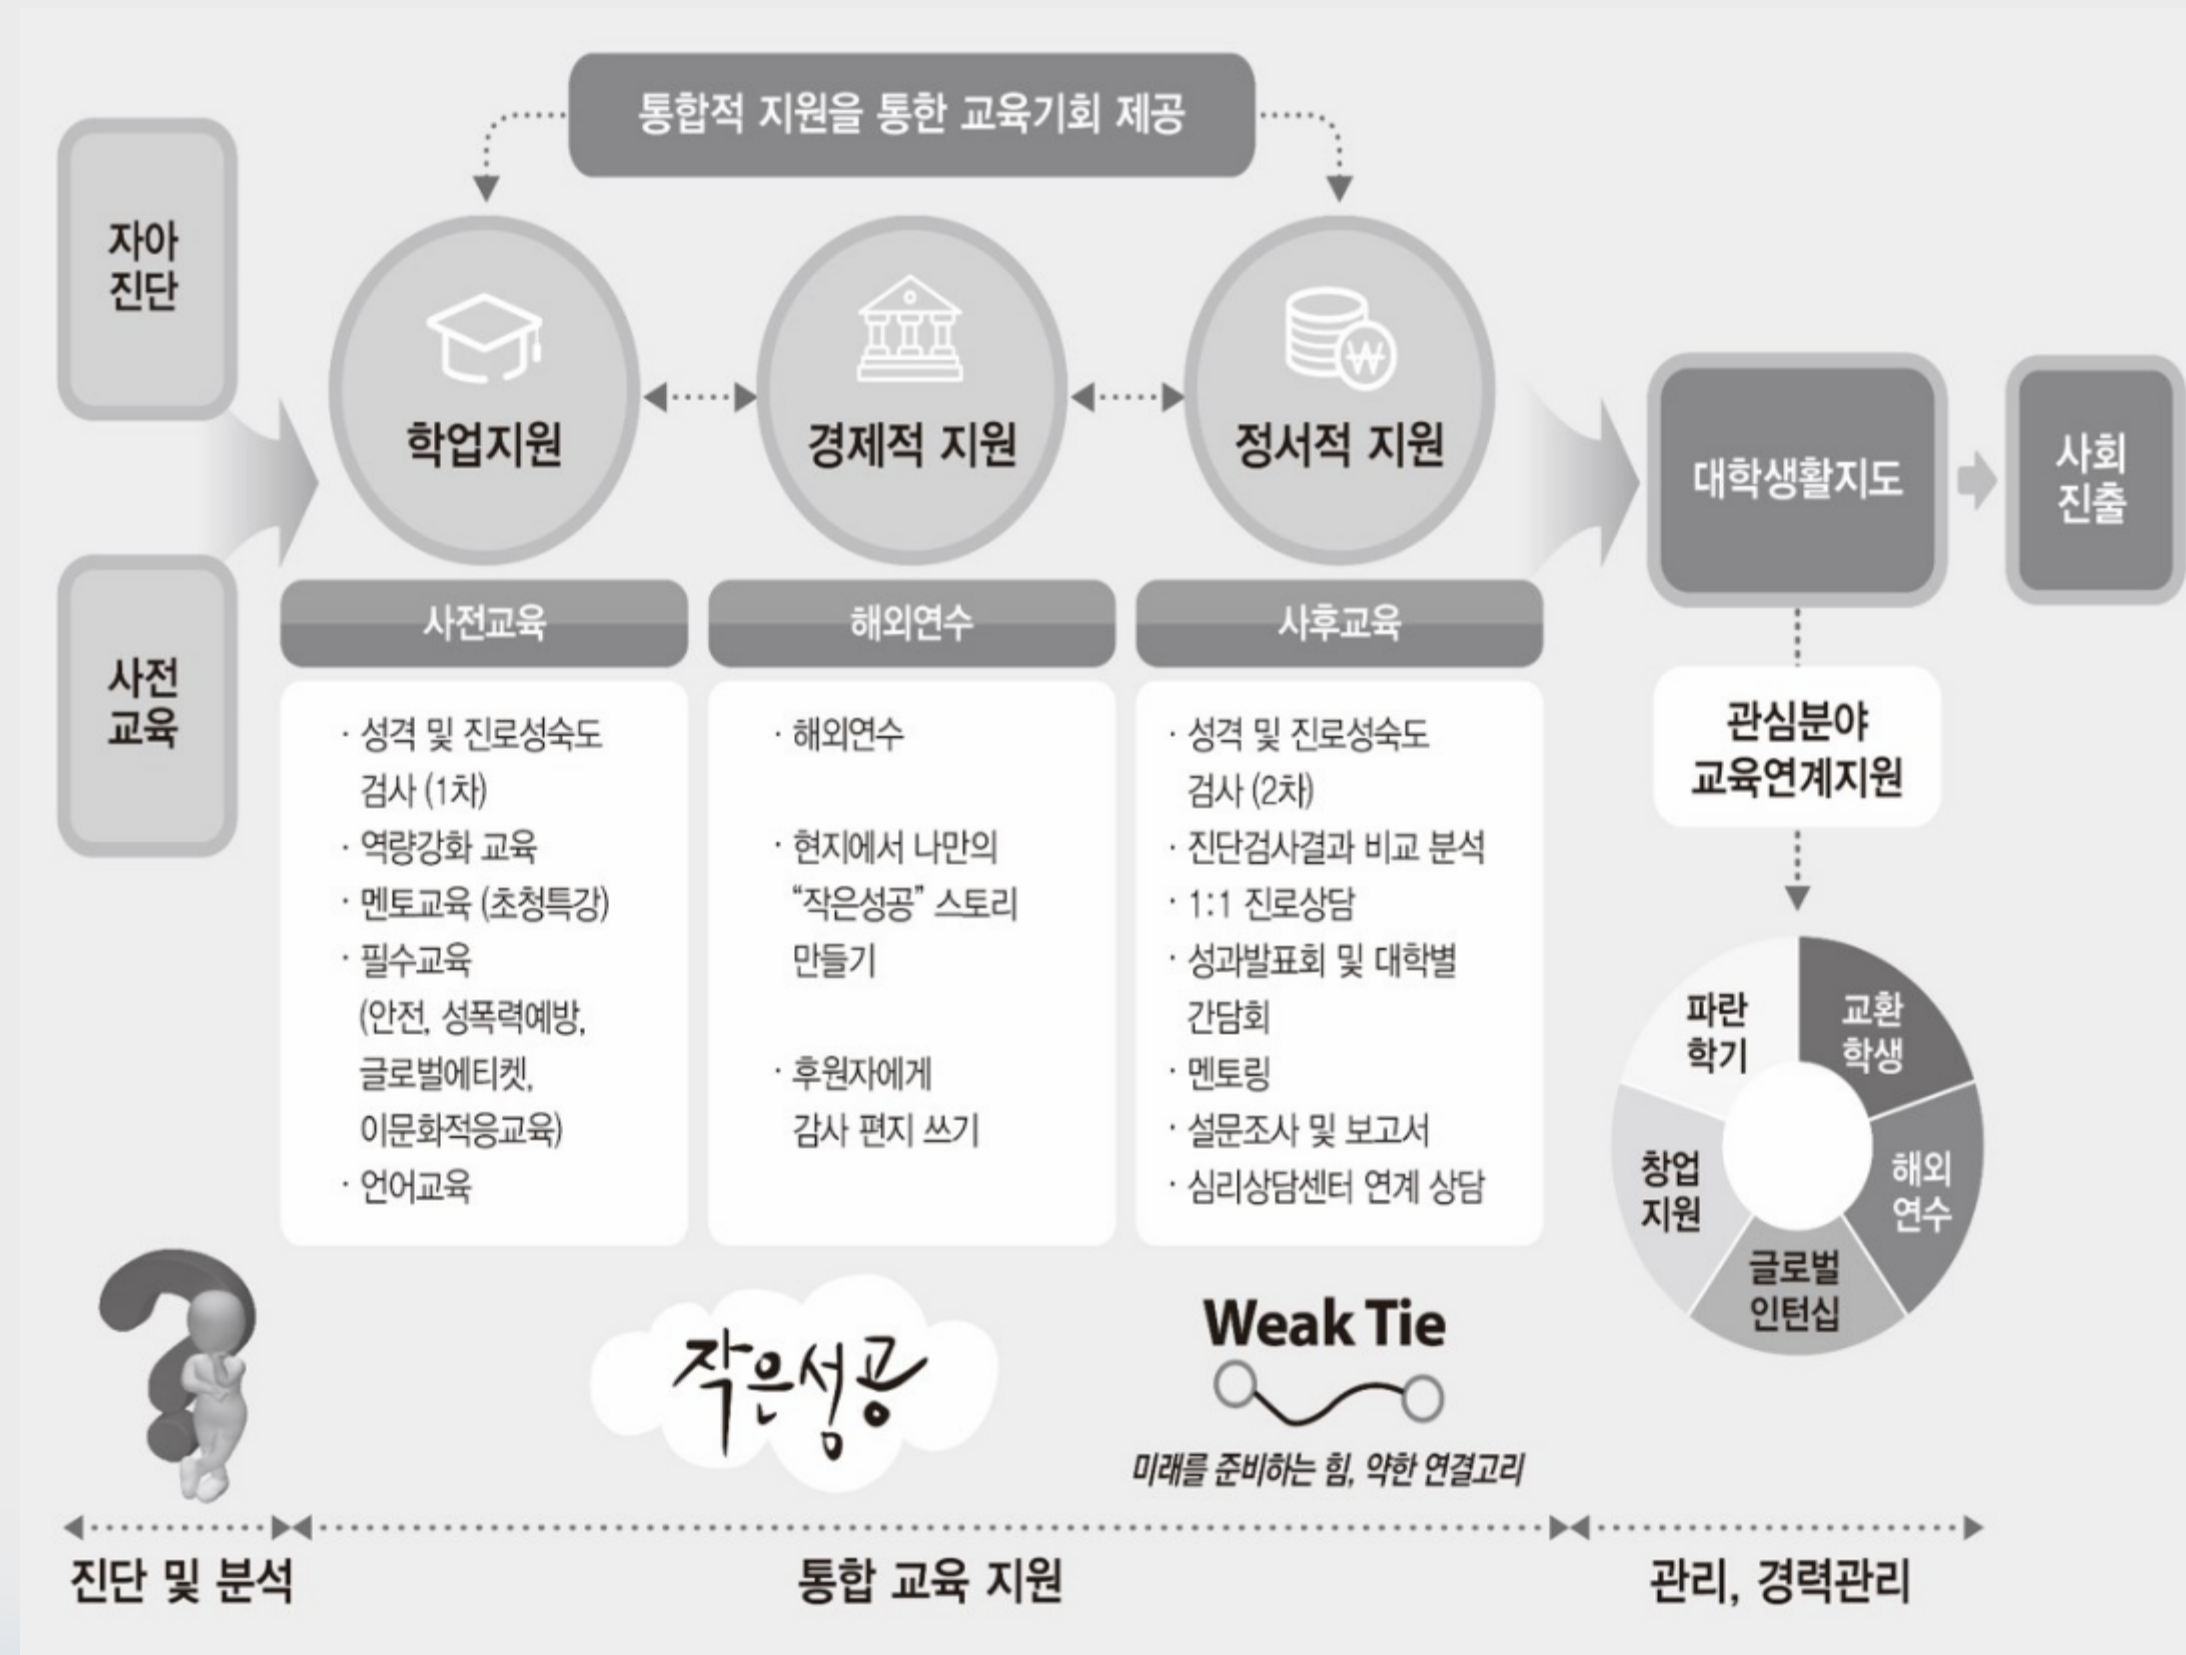 통합적 지원을 통한 교육기회 제공
자아
진단
사전
교육
학업지원
경제적 지원
정서적 지원
대학생활지도
사회
진출
사전교육
· 성격 및 진로성숙도
검사 (1차)
· 역량강화 교육
· 멘토교육 (초청특강)
· 필수교육
(안전, 성폭력예방,
글로벌에티켓,
이문화적응교육)
· 언어교육
해외연수
· 해외연수
· 현지에서 나만의
“작은성공” 스토리
만들기
· 후원자에게
감사 편지 쓰기
사후교육
· 성격 및 진로성숙도
검사 (2차)
· 진단검사결과 비교 분석
· 1:1 진로상담
· 성과발표회 및 대학별
간담회
· 멘토링
· 설문조사 및 보고서
· 심리상담센터 연계 상담
관심분야
교육연계지원
파란
학기
교환
학생
창업
지원
해외
연수
글로벌
인턴십
작은성공
Weak Tie
미래를 준비하는 힘, 약한 연결고리
진단 및 분석
통합 교육 지원
관리, 경력관리